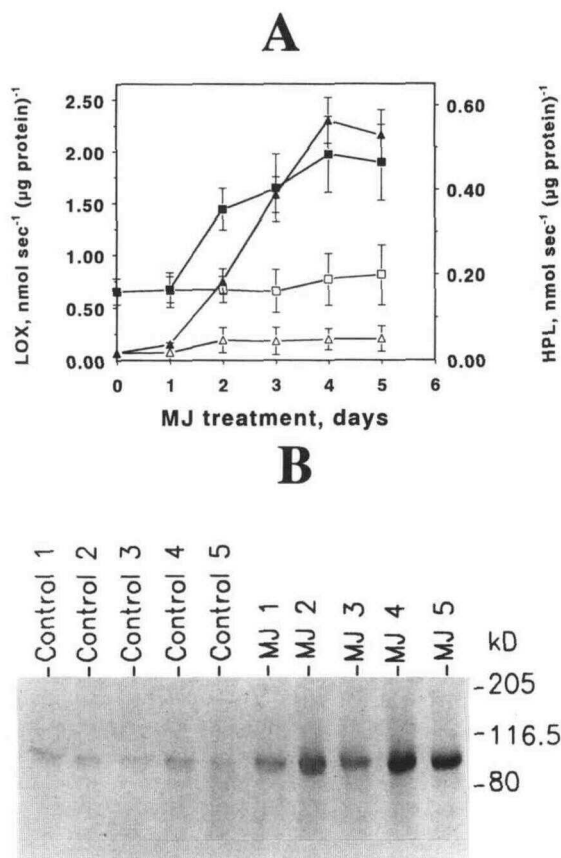 A
LOX, nmol sec⁻¹ (µg protein)⁻¹
2.50
2.00
1.50
1.00
0.50
0.00
0.60
0.40
0.20
0.00
HPL, nmol sec⁻¹ (µg protein)⁻¹
0 1 2 3 4 5 6
MJ treatment, days
B
-Control 1
-Control 2
-Control 3
-Control 4
-Control 5
-MJ 1
-MJ 2
-MJ 3
-MJ 4
-MJ 5
kD
-205
-116.5
-80